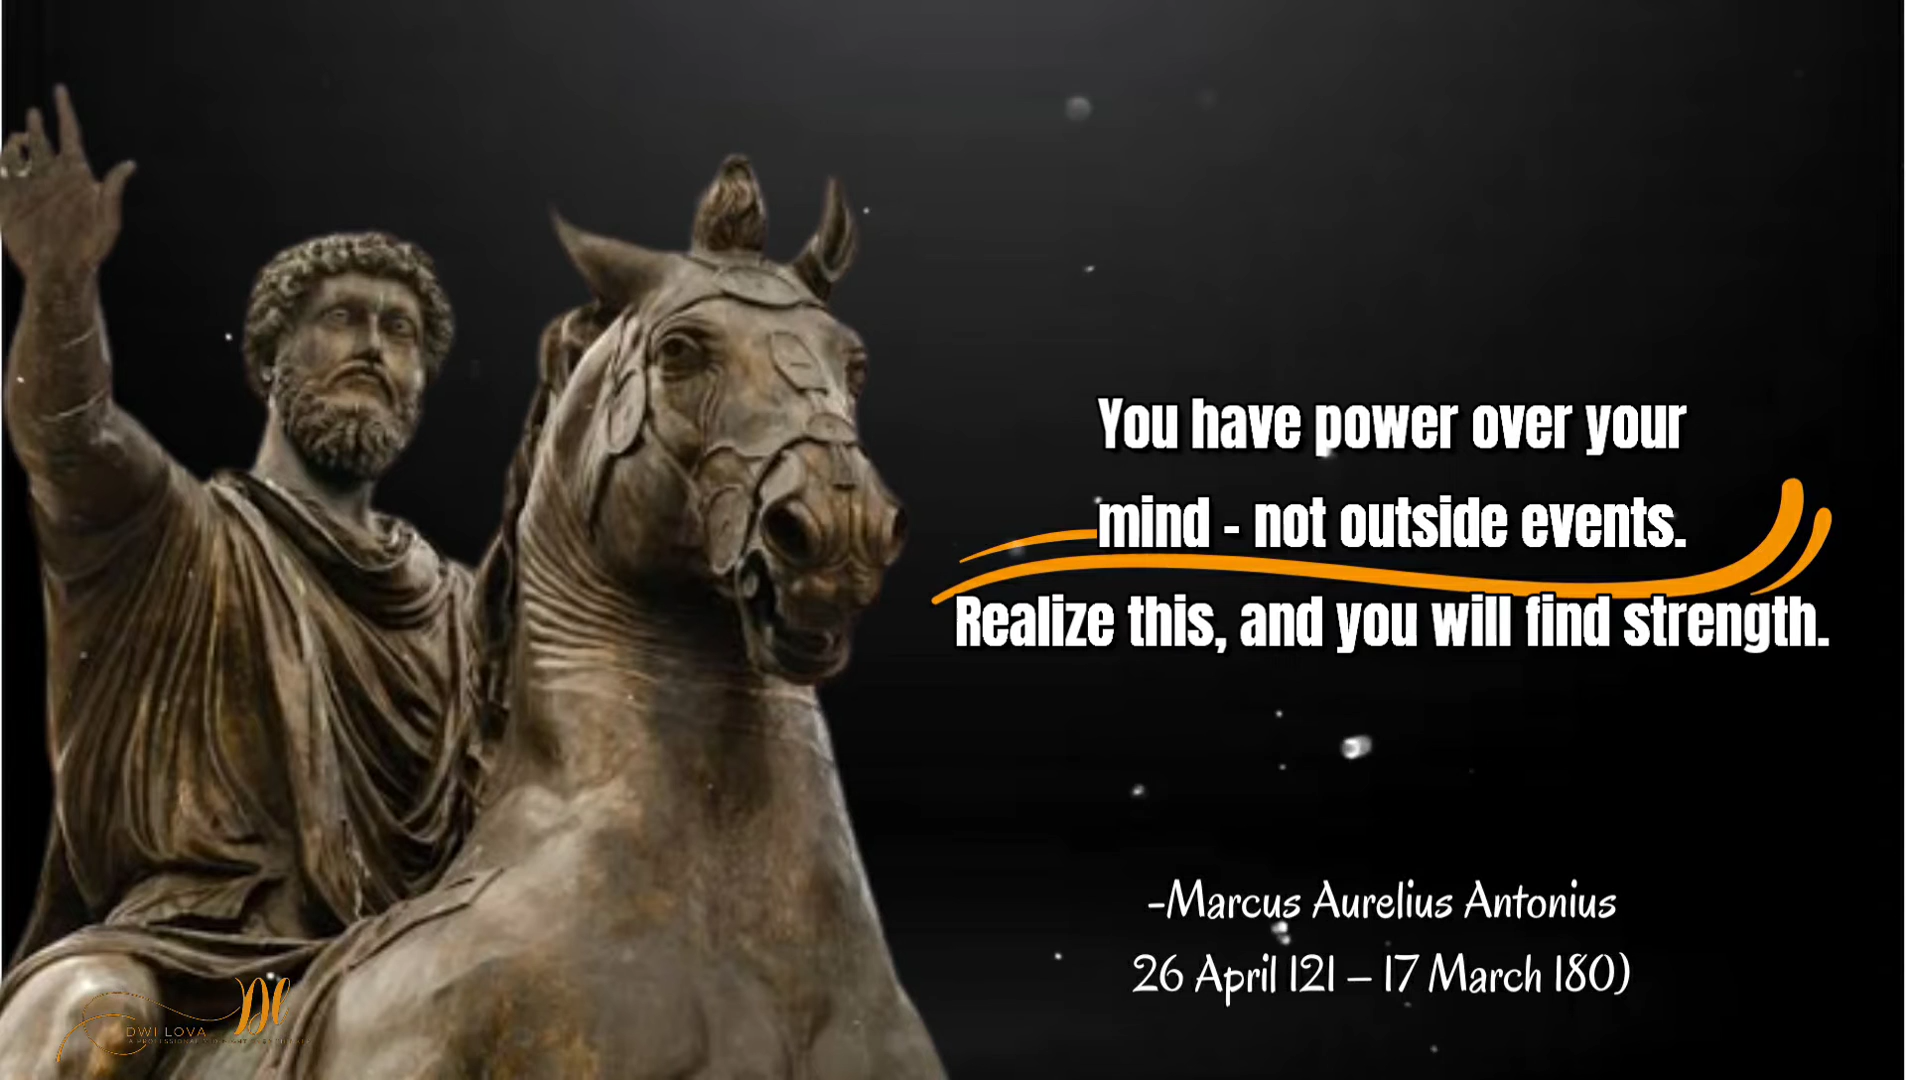 You have power over your
mind - not outside events.
Realize this, and you will find strength.
-Marcus Aurelius Antonius
26 April 121 – 17 March 180)
DWI LOVA
A PROFESSIONAL